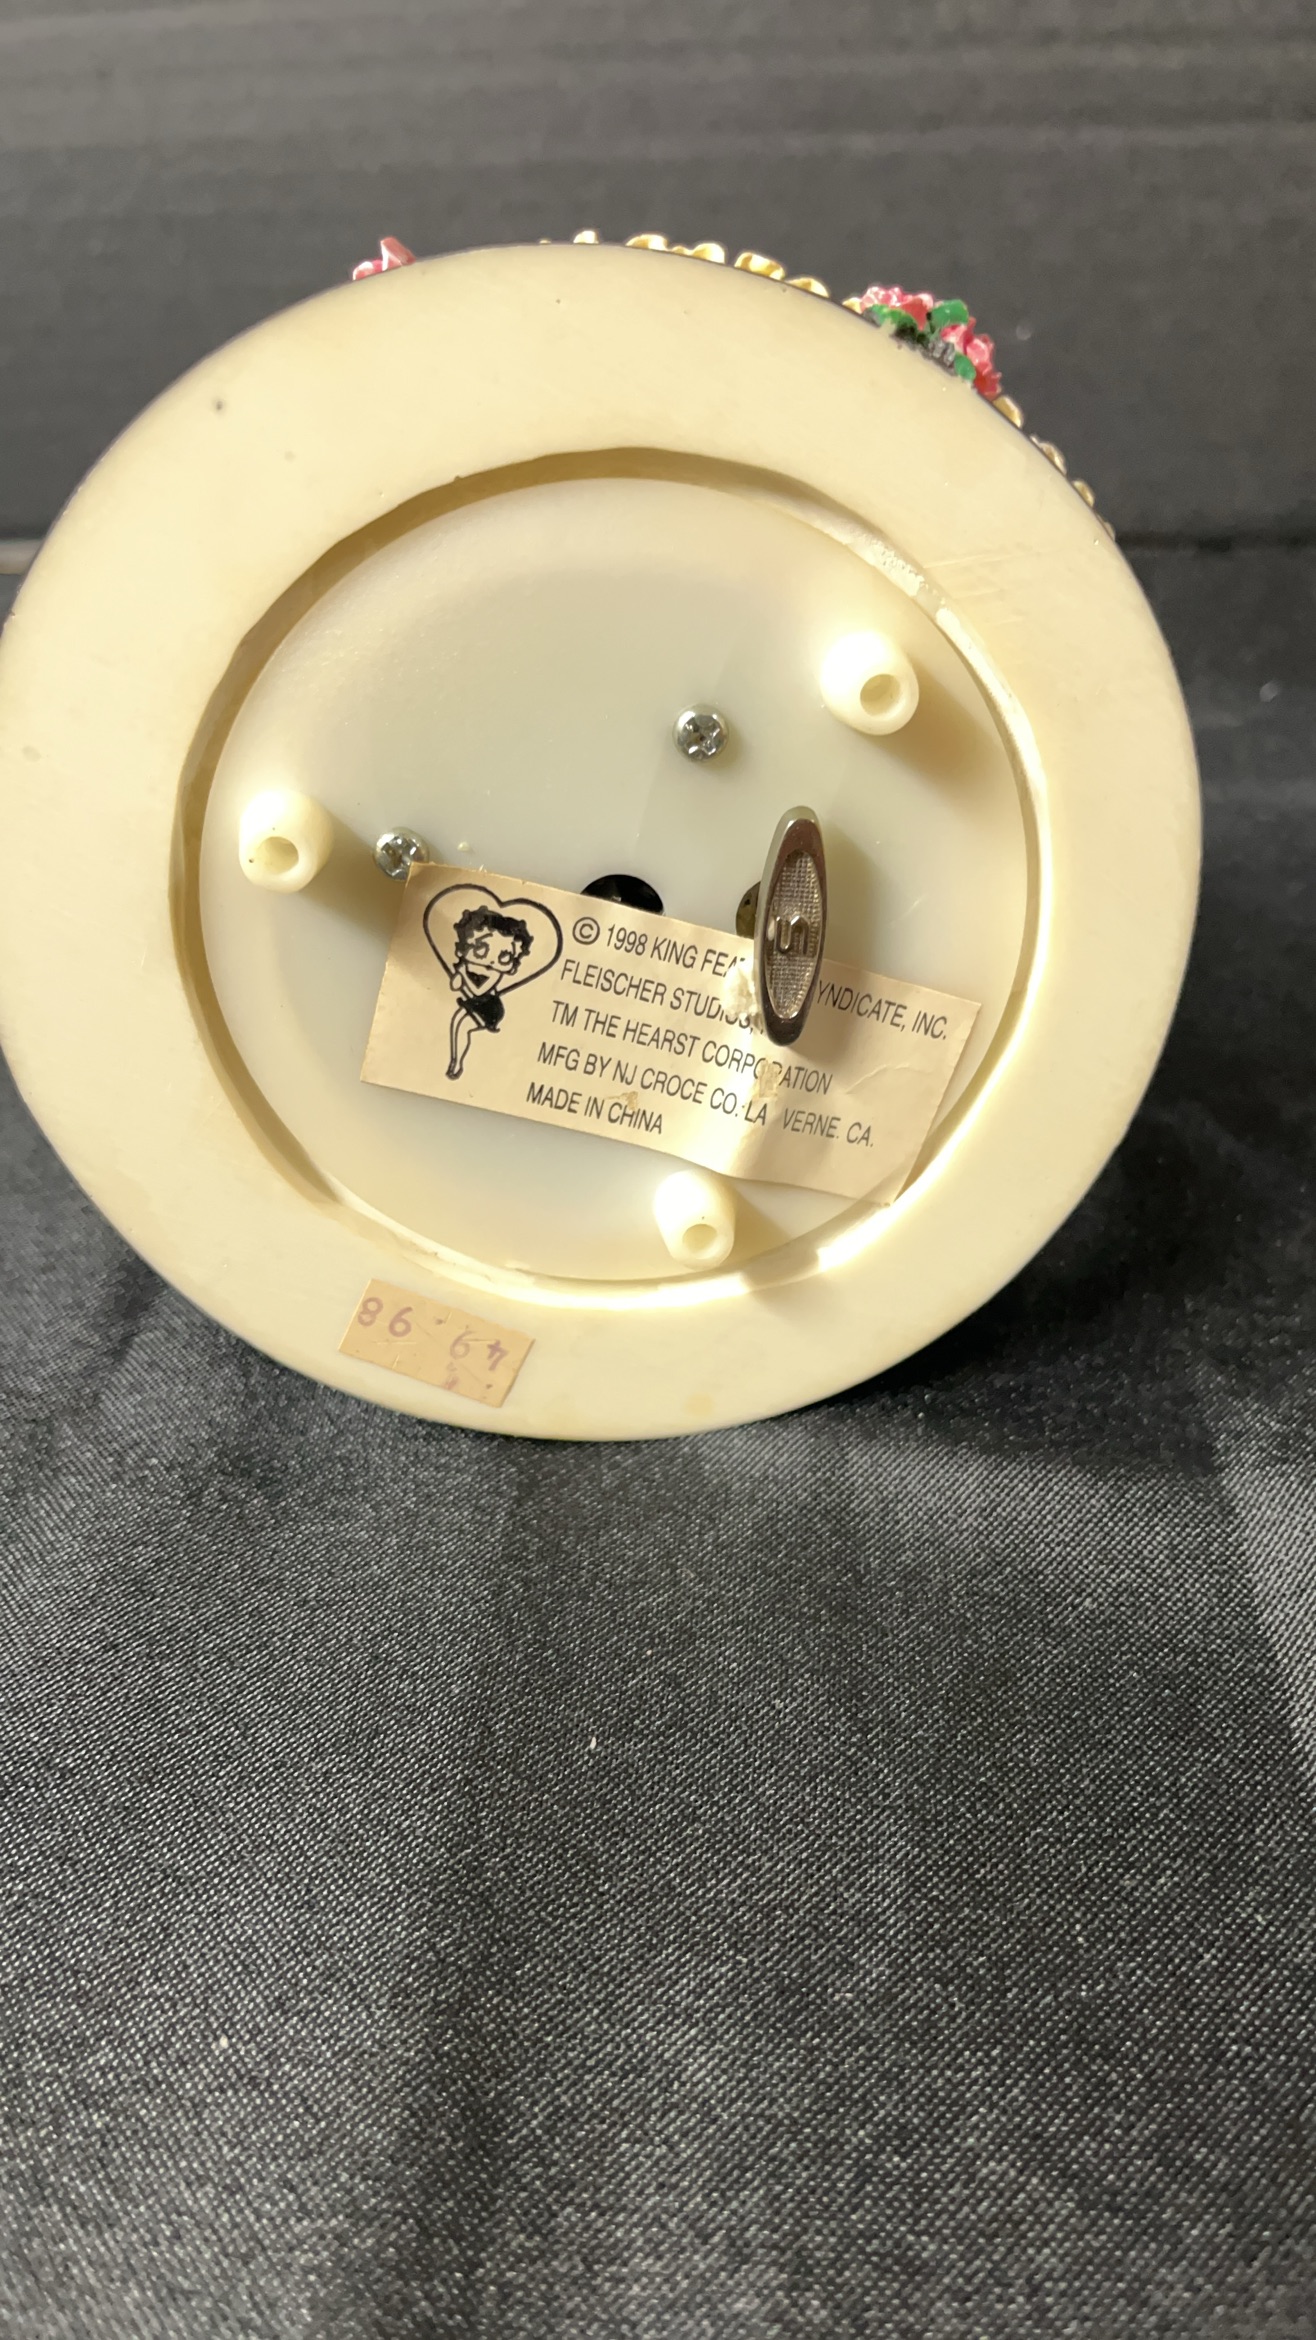 © 1998 KING FEA YNDICATE, INC.
FLEISCHER STUDIOS,
TM THE HEARST CORPORATION
MFG BY NJ CROCE CO. LA VERNE. CA.
MADE IN CHINA
49.98